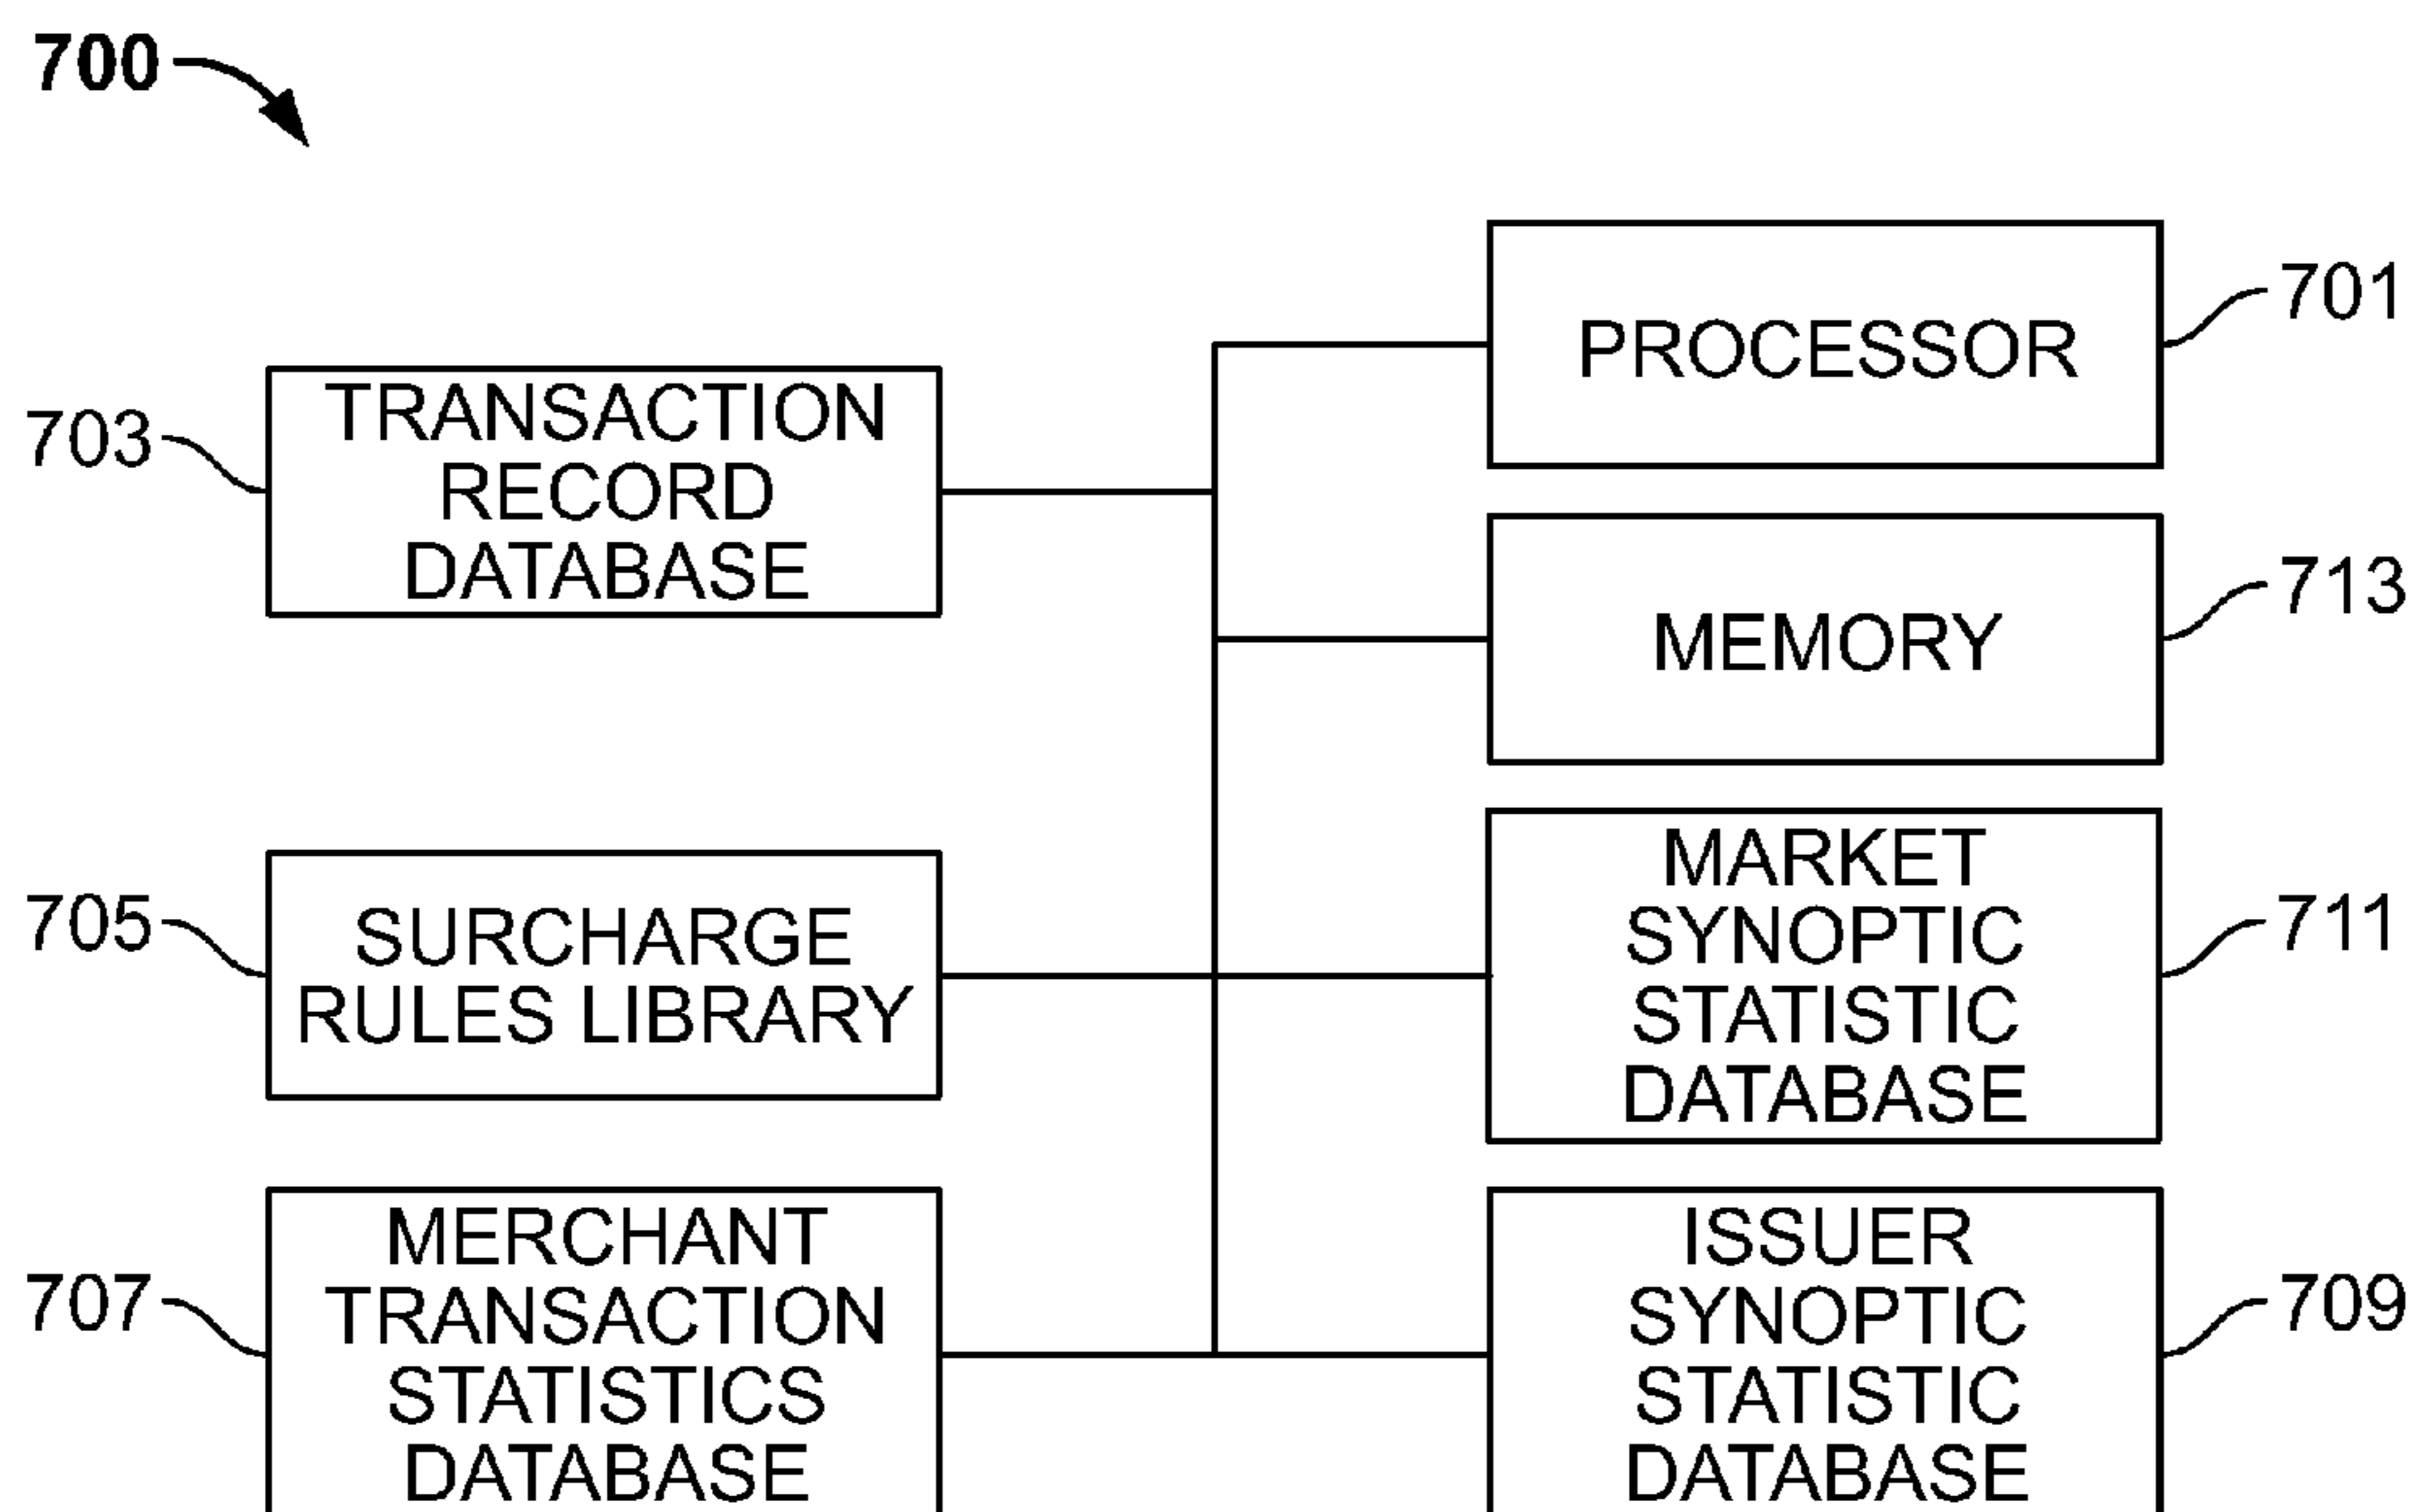 700
PROCESSOR
701
703
TRANSACTION
RECORD
DATABASE
MEMORY
713
705
SURCHARGE
RULES LIBRARY
MARKET
SYNOPTIC
STATISTIC
DATABASE
711
707
MERCHANT
TRANSACTION
STATISTICS
DATABASE
ISSUER
SYNOPTIC
STATISTIC
DATABASE
709